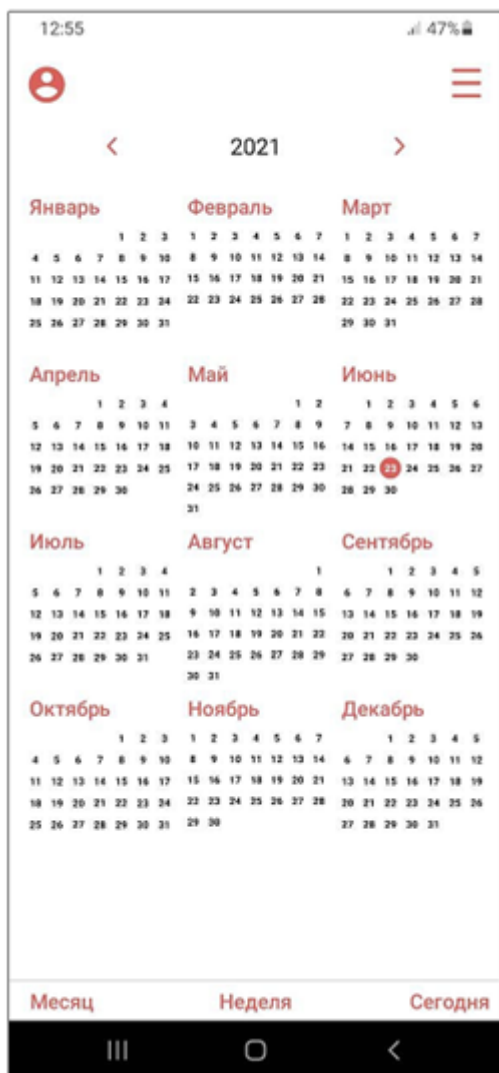 12:55 47%
2021
Январь Февраль Март
1 2 3 1 2 3 4 5 6 7 1 2 3 4 5 6 7
4 5 6 7 8 9 10 8 9 10 11 12 13 14 8 9 10 11 12 13 14
11 12 13 14 15 16 17 15 16 17 18 19 20 21 15 16 17 18 19 20 21
18 19 20 21 22 23 24 22 23 24 25 26 27 28 22 23 24 25 26 27 28
25 26 27 28 29 30 31 29 30 31
Апрель Май Июнь
1 2 3 4 1 2 1 2 3 4 5 6
5 6 7 8 9 10 11 3 4 5 6 7 8 9 7 8 9 10 11 12 13
12 13 14 15 16 17 18 10 11 12 13 14 15 16 14 15 16 17 18 19 20
19 20 21 22 23 24 25 17 18 19 20 21 22 23 21 22 23 24 25 26 27
26 27 28 29 30 24 25 26 27 28 29 30 28 29 30
31
Июль Август Сентябрь
1 2 3 4 1 1 2 3 4 5
5 6 7 8 9 10 11 2 3 4 5 6 7 8 6 7 8 9 10 11 12
12 13 14 15 16 17 18 9 10 11 12 13 14 15 13 14 15 16 17 18 19
19 20 21 22 23 24 25 16 17 18 19 20 21 22 20 21 22 23 24 25 26
26 27 28 29 30 31 23 24 25 26 27 28 29 27 28 29 30
30 31
Октябрь Ноябрь Декабрь
1 2 3 1 2 3 4 5 6 7 1 2 3 4 5
4 5 6 7 8 9 10 8 9 10 11 12 13 14 6 7 8 9 10 11 12
11 12 13 14 15 16 17 15 16 17 18 19 20 21 13 14 15 16 17 18 19
18 19 20 21 22 23 24 22 23 24 25 26 27 28 20 21 22 23 24 25 26
25 26 27 28 29 30 31 29 30 27 28 29 30 31
Месяц Неделя Сегодня